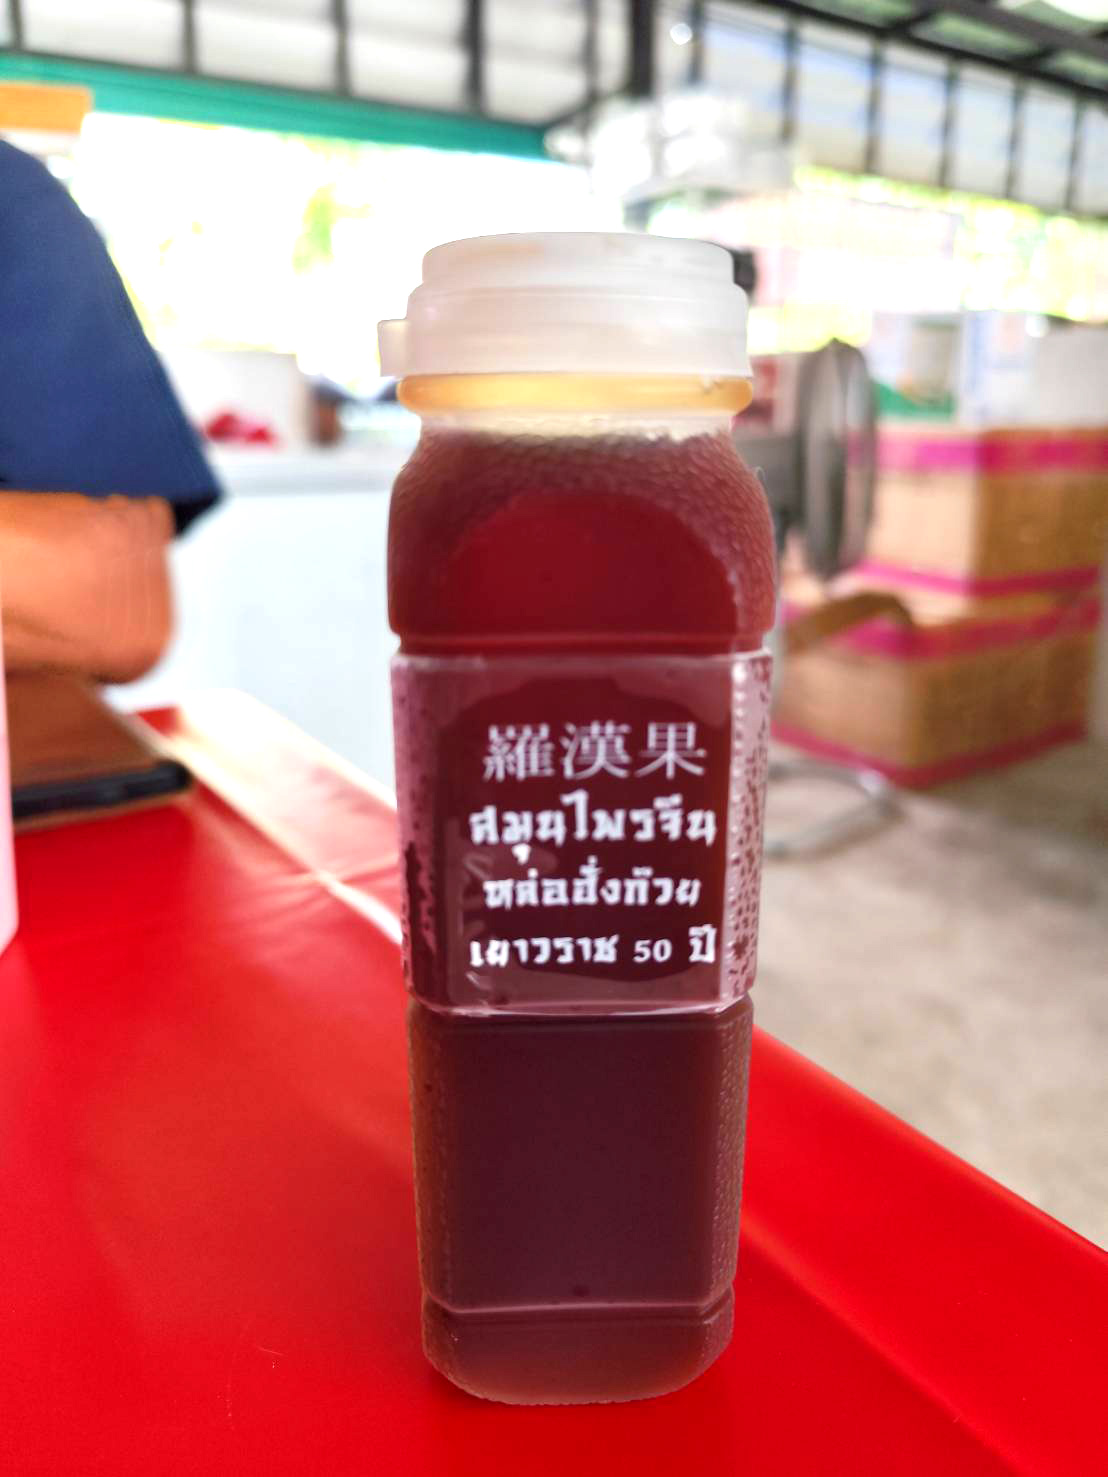 羅漢果
สมุนไพรจีน
หล่อฮั่งก๊วย
เยาวราช 50 ปี